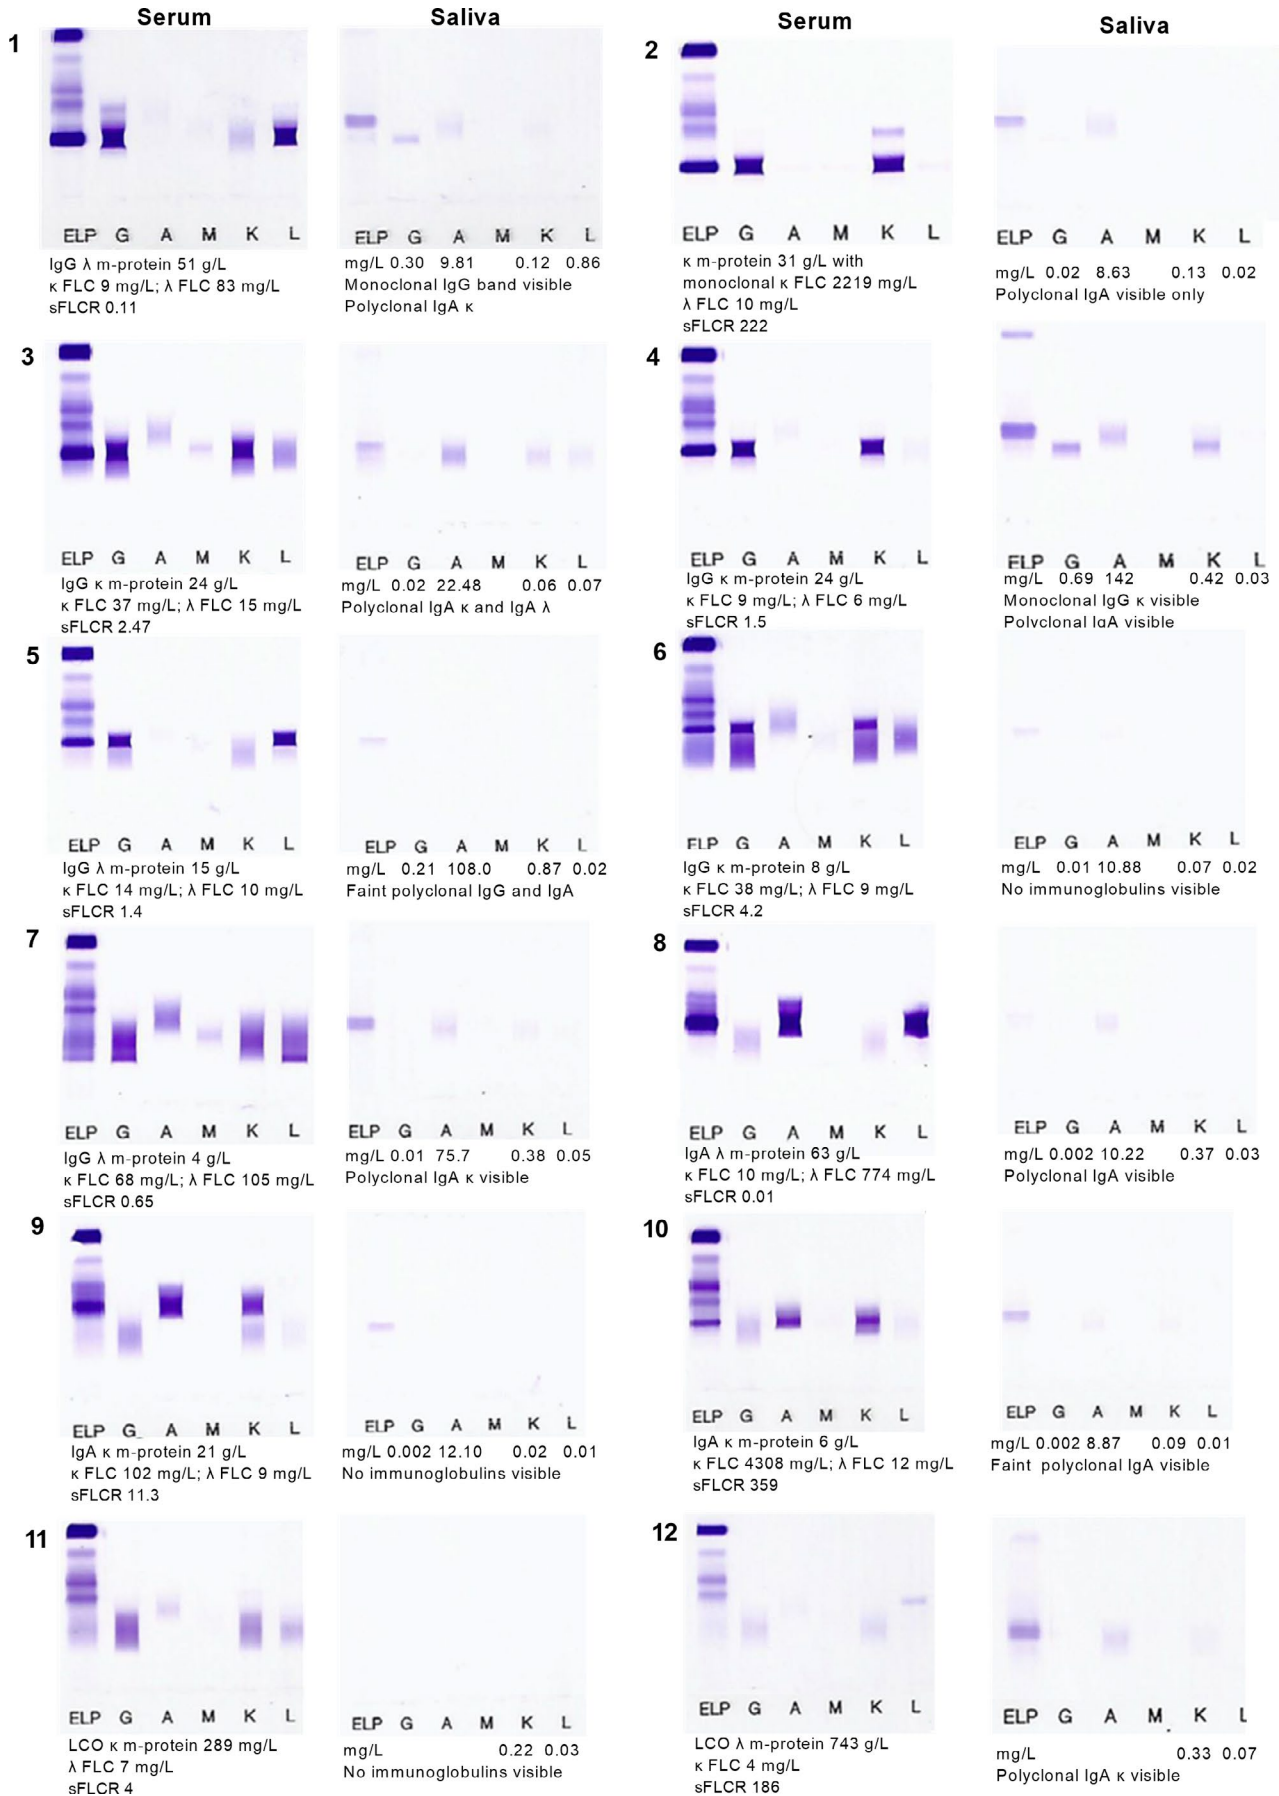 Serum
Saliva
1
ELP G A M K L
IgG λ m-protein 51 g/L
κ FLC 9 mg/L; λ FLC 83 mg/L
sFLCR 0.11
ELP G A M K L
mg/L 0.30 9.81 0.12 0.86
Monoclonal IgG band visible
Polyclonal IgA κ
Serum
Saliva
2
ELP G A M K L
κ m-protein 31 g/L with
monoclonal κ FLC 2219 mg/L
λ FLC 10 mg/L
sFLCR 222
ELP G A M K L
mg/L 0.02 8.63 0.13 0.02
Polyclonal IgA visible only
3
ELP G A M K L
IgG κ m-protein 24 g/L
κ FLC 37 mg/L; λ FLC 15 mg/L
sFLCR 2.47
ELP G A M K L
mg/L 0.02 22.48 0.06 0.07
Polyclonal IgA κ and IgA λ
4
ELP G A M K L
IgG κ m-protein 24 g/L
κ FLC 9 mg/L; λ FLC 6 mg/L
sFLCR 1.5
ELP G A M K L
mg/L 0.69 142 0.42 0.03
Monoclonal IgG κ visible
Polyclonal IgA visible
5
ELP G A M K L
IgG λ m-protein 15 g/L
κ FLC 14 mg/L; λ FLC 10 mg/L
sFLCR 1.4
ELP G A M K L
mg/L 0.21 108.0 0.87 0.02
Faint polyclonal IgG and IgA
6
ELP G A M K L
IgG κ m-protein 8 g/L
κ FLC 38 mg/L; λ FLC 9 mg/L
sFLCR 4.2
ELP G A M K L
mg/L 0.01 10.88 0.07 0.02
No immunoglobulins visible
7
ELP G A M K L
IgG λ m-protein 4 g/L
κ FLC 68 mg/L; λ FLC 105 mg/L
sFLCR 0.65
ELP G A M K L
mg/L 0.01 75.7 0.38 0.05
Polyclonal IgA κ visible
8
ELP G A M K L
IgA λ m-protein 63 g/L
κ FLC 10 mg/L; λ FLC 774 mg/L
sFLCR 0.01
ELP G A M K L
mg/L 0.002 10.22 0.37 0.03
Polyclonal IgA visible
9
ELP G A M K L
IgA κ m-protein 21 g/L
κ FLC 102 mg/L; λ FLC 9 mg/L
sFLCR 11.3
ELP G A M K L
mg/L 0.002 12.10 0.02 0.01
No immunoglobulins visible
10
ELP G A M K L
IgA κ m-protein 6 g/L
κ FLC 4308 mg/L; λ FLC 12 mg/L
sFLCR 359
ELP G A M K L
mg/L 0.002 8.87 0.09 0.01
Faint polyclonal IgA visible
11
ELP G A M K L
LCO κ m-protein 289 mg/L
λ FLC 7 mg/L
sFLCR 4
ELP G A M K L
mg/L 0.22 0.03
No immunoglobulins visible
12
ELP G A M K L
LCO λ m-protein 743 g/L
κ FLC 4 mg/L
sFLCR 186
ELP G A M K L
mg/L 0.33 0.07
Polyclonal IgA κ visible